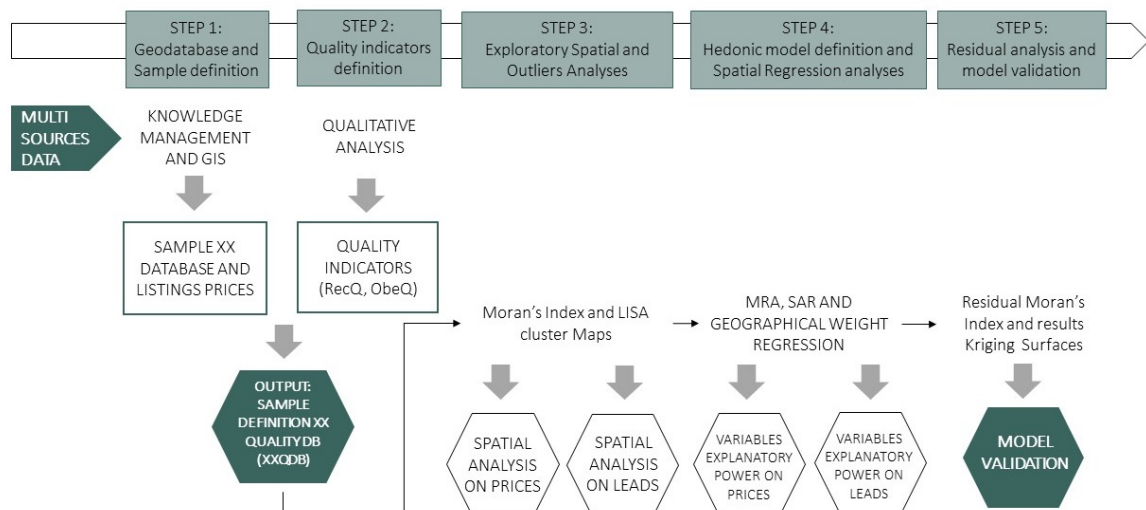 STEP 1:
Geodatabase and
Sample definition
STEP 2:
Quality indicators
definition
STEP 3:
Exploratory Spatial and
Outliers Analyses
STEP 4:
Hedonic model definition and
Spatial Regression analyses
STEP 5:
Residual analysis and
model validation
MULTI
SOURCES
DATA
KNOWLEDGE
MANAGEMENT
AND GIS
QUALITATIVE
ANALYSIS
SAMPLE XX
DATABASE AND
LISTINGS PRICES
QUALITY
INDICATORS
(RecQ, ObeQ)
OUTPUT:
SAMPLE
DEFINITION XX
QUALITY DB
(XXQDB)
Moran's Index and LISA
cluster Maps
MRA, SAR AND
GEOGRAPHICAL WEIGHT
REGRESSION
Residual Moran's
Index and results
Kriging Surfaces
SPATIAL
ANALYSIS
ON PRICES
SPATIAL
ANALYSIS
ON LEADS
VARIABLES
EXPLANATORY
POWER ON
PRICES
VARIABLES
EXPLANATORY
POWER ON
LEADS
MODEL
VALIDATION